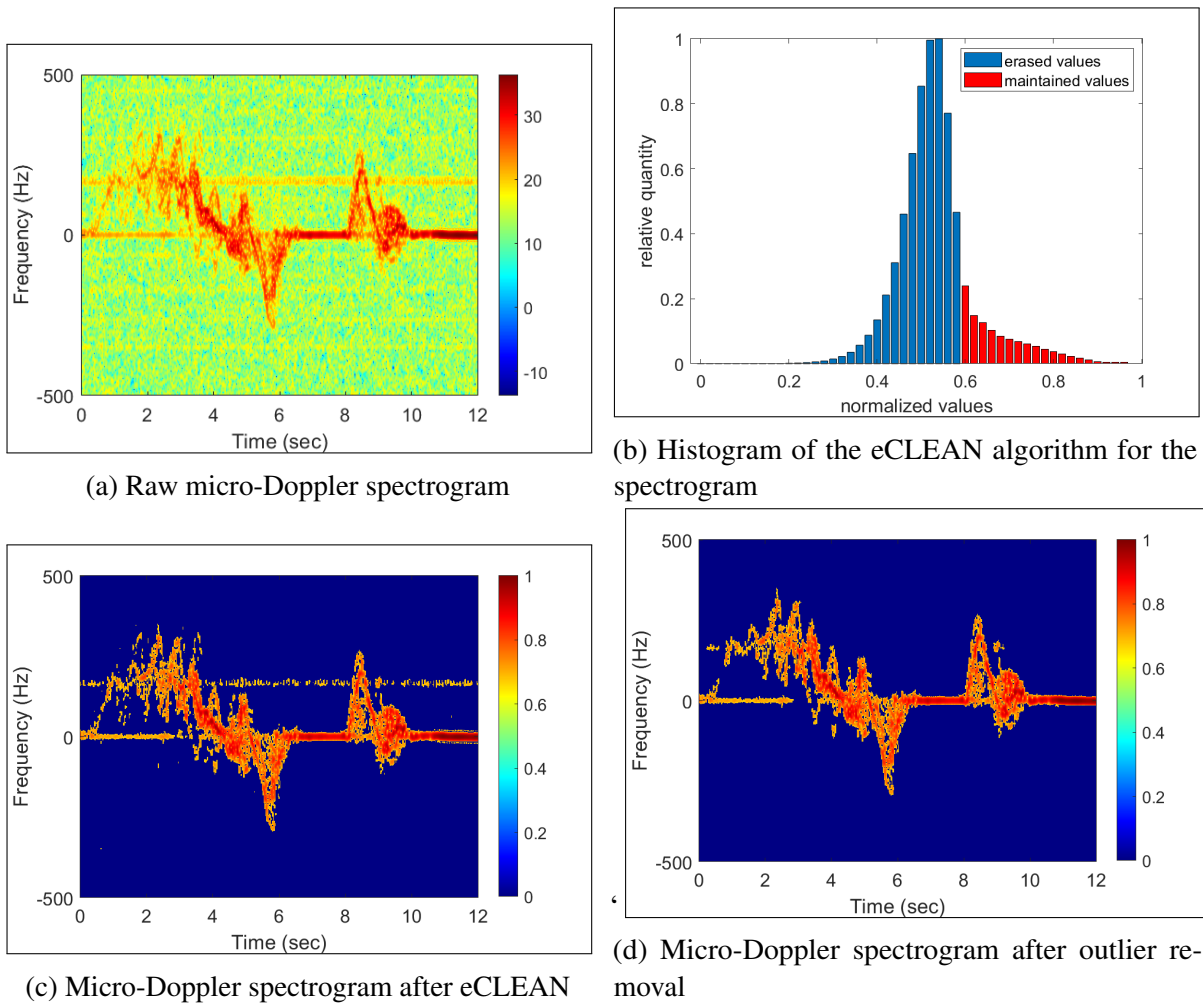 500
0
-500
Frequency (Hz)
0 2 4 6 8 10 12
Time (sec)
30
20
10
0
-10
(a) Raw micro-Doppler spectrogram
1
0.8
0.6
0.4
0.2
0
relative quantity
0 0.2 0.4 0.6 0.8 1
normalized values
erased values
maintained values
(b) Histogram of the eCLEAN algorithm for the
spectrogram
500
0
-500
Frequency (Hz)
0 2 4 6 8 10 12
Time (sec)
1
0.8
0.6
0.4
0.2
0
(c) Micro-Doppler spectrogram after eCLEAN
500
0
-500
Frequency (Hz)
0 2 4 6 8 10 12
Time (sec)
1
0.8
0.6
0.4
0.2
0
‘
(d) Micro-Doppler spectrogram after outlier re-
moval